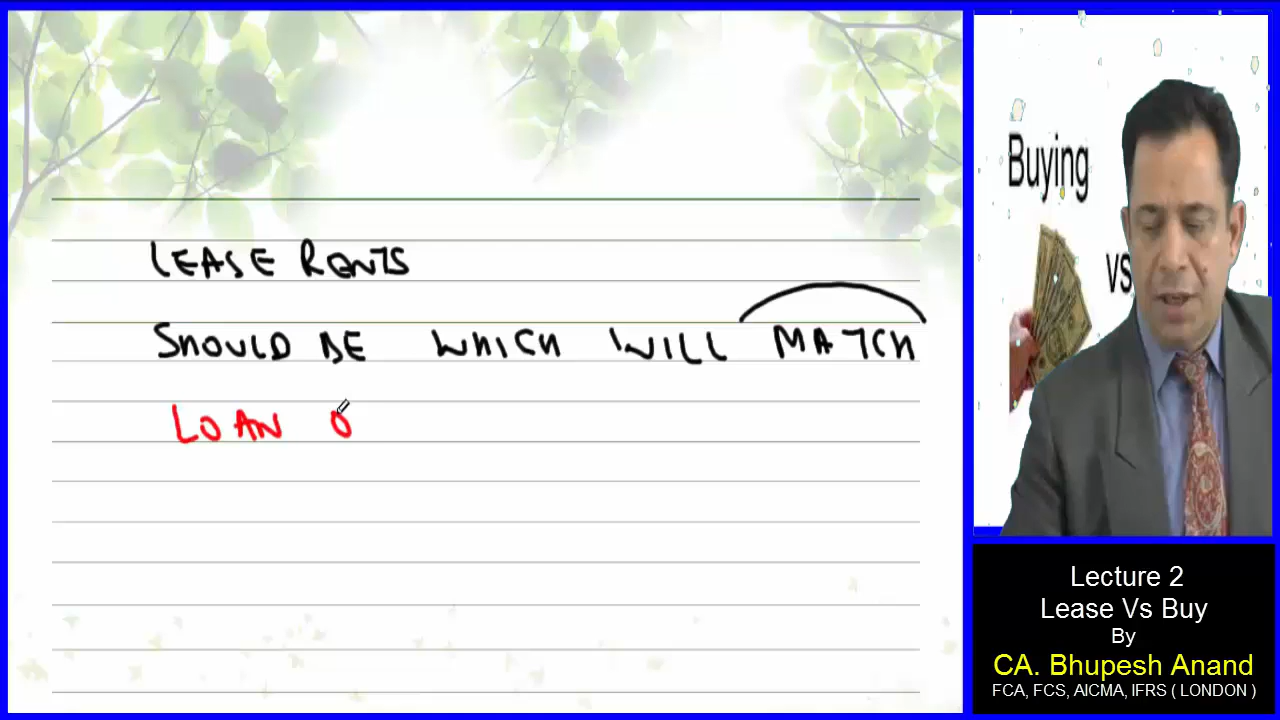 LEASE RENTS
SHOULD BE WHICH WILL MATCH
LOAN O
Buying
vs
Lecture 2
Lease Vs Buy
By
CA. Bhupesh Anand
FCA, FCS, AICMA, IFRS ( LONDON )